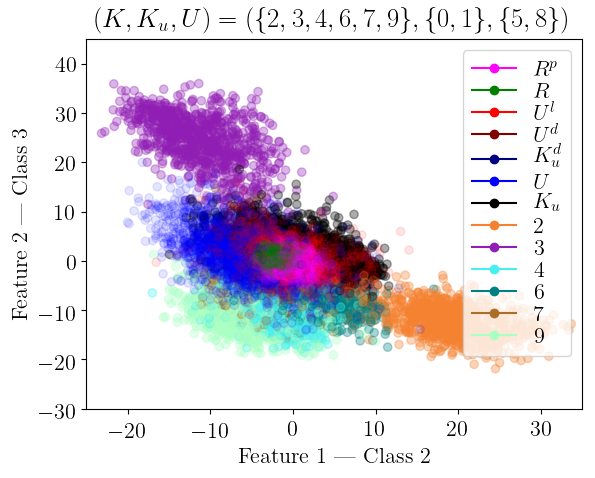 (K, K_u, U) = ({2, 3, 4, 6, 7, 9}, {0, 1}, {5, 8})
Feature 2 — Class 3
40
30
20
10
0
−10
−20
−30
R^p
R
U^l
U^d
K_u^d
U
K_u
2
3
4
6
7
9
−20
−10
0
10
20
30
Feature 1 — Class 2